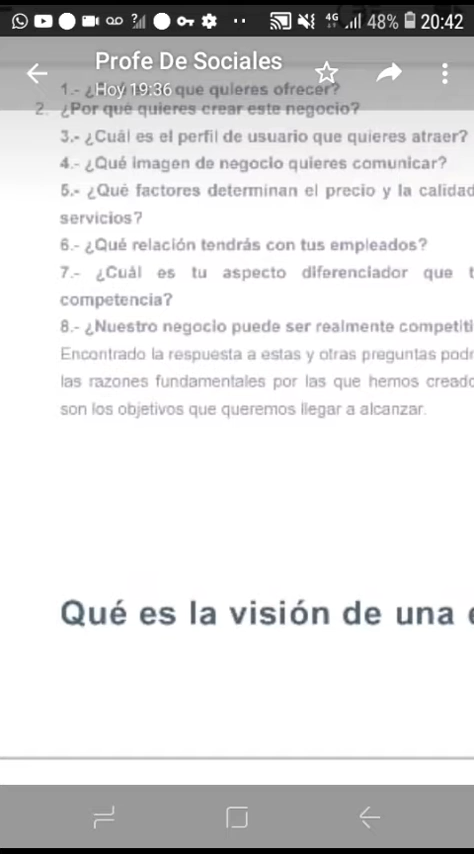 4G 48% 20:42
Profe De Sociales
Hoy 19:36
1.- ¿ que quieres ofrecer?
2. ¿Por qué quieres crear este negocio?
3.- ¿Cuál es el perfil de usuario que quieres atraer?
4.- ¿Qué imagen de negocio quieres comunicar?
5.- ¿Qué factores determinan el precio y la calidad
servicios?
6.- ¿Qué relación tendrás con tus empleados?
7.- ¿Cuál es tu aspecto diferenciador que t
competencia?
8.- ¿Nuestro negocio puede ser realmente competiti
Encontrado la respuesta a estas y otras preguntas podr
las razones fundamentales por las que hemos creado
son los objetivos que queremos llegar a alcanzar.
Qué es la visión de una e